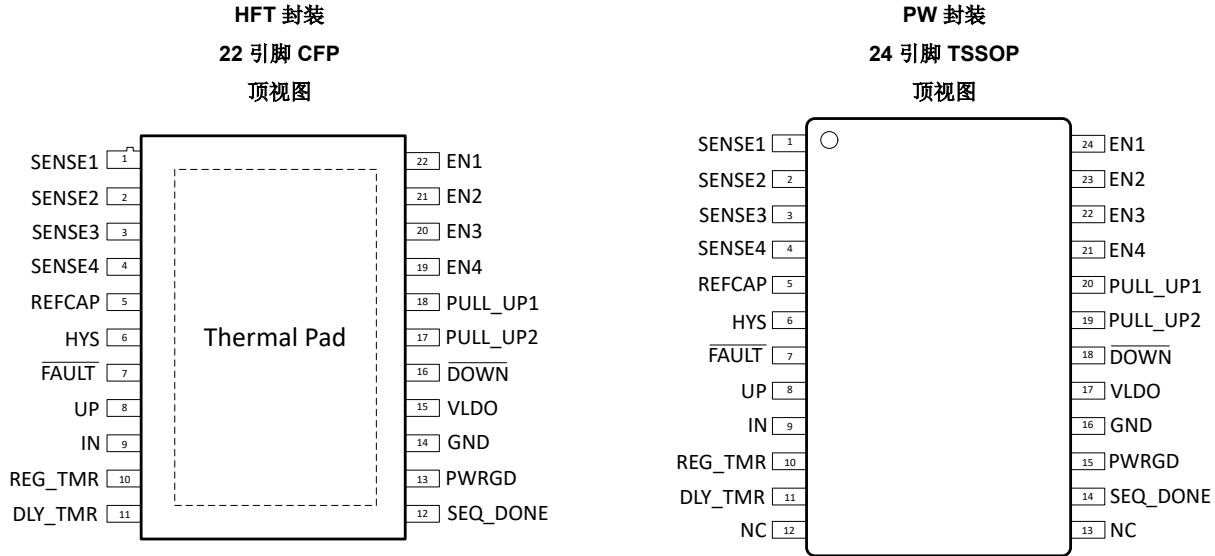 HFT 封装
22 引脚 CFP
顶视图
SENSE1 1
SENSE2 2
SENSE3 3
SENSE4 4
REFCAP 5
HYS 6
FAULT 7
UP 8
IN 9
REG_TMR 10
DLY_TMR 11
Thermal Pad
22 EN1
21 EN2
20 EN3
19 EN4
18 PULL_UP1
17 PULL_UP2
16 DOWN
15 VLDO
14 GND
13 PWRGD
12 SEQ_DONE
PW 封装
24 引脚 TSSOP
顶视图
SENSE1 1
SENSE2 2
SENSE3 3
SENSE4 4
REFCAP 5
HYS 6
FAULT 7
UP 8
IN 9
REG_TMR 10
DLY_TMR 11
NC 12
24 EN1
23 EN2
22 EN3
21 EN4
20 PULL_UP1
19 PULL_UP2
18 DOWN
17 VLDO
16 GND
15 PWRGD
14 SEQ_DONE
13 NC